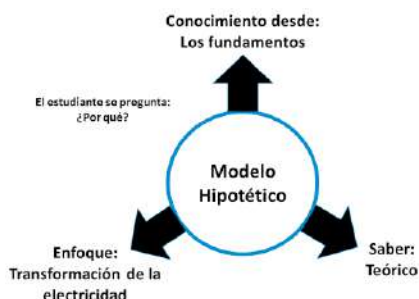 Conocimiento desde:
Los fundamentos
El estudiante se pregunta:
¿Por qué?
Modelo
Hipotético
Enfoque:
Transformación de la
electricidad
Saber:
Teórico